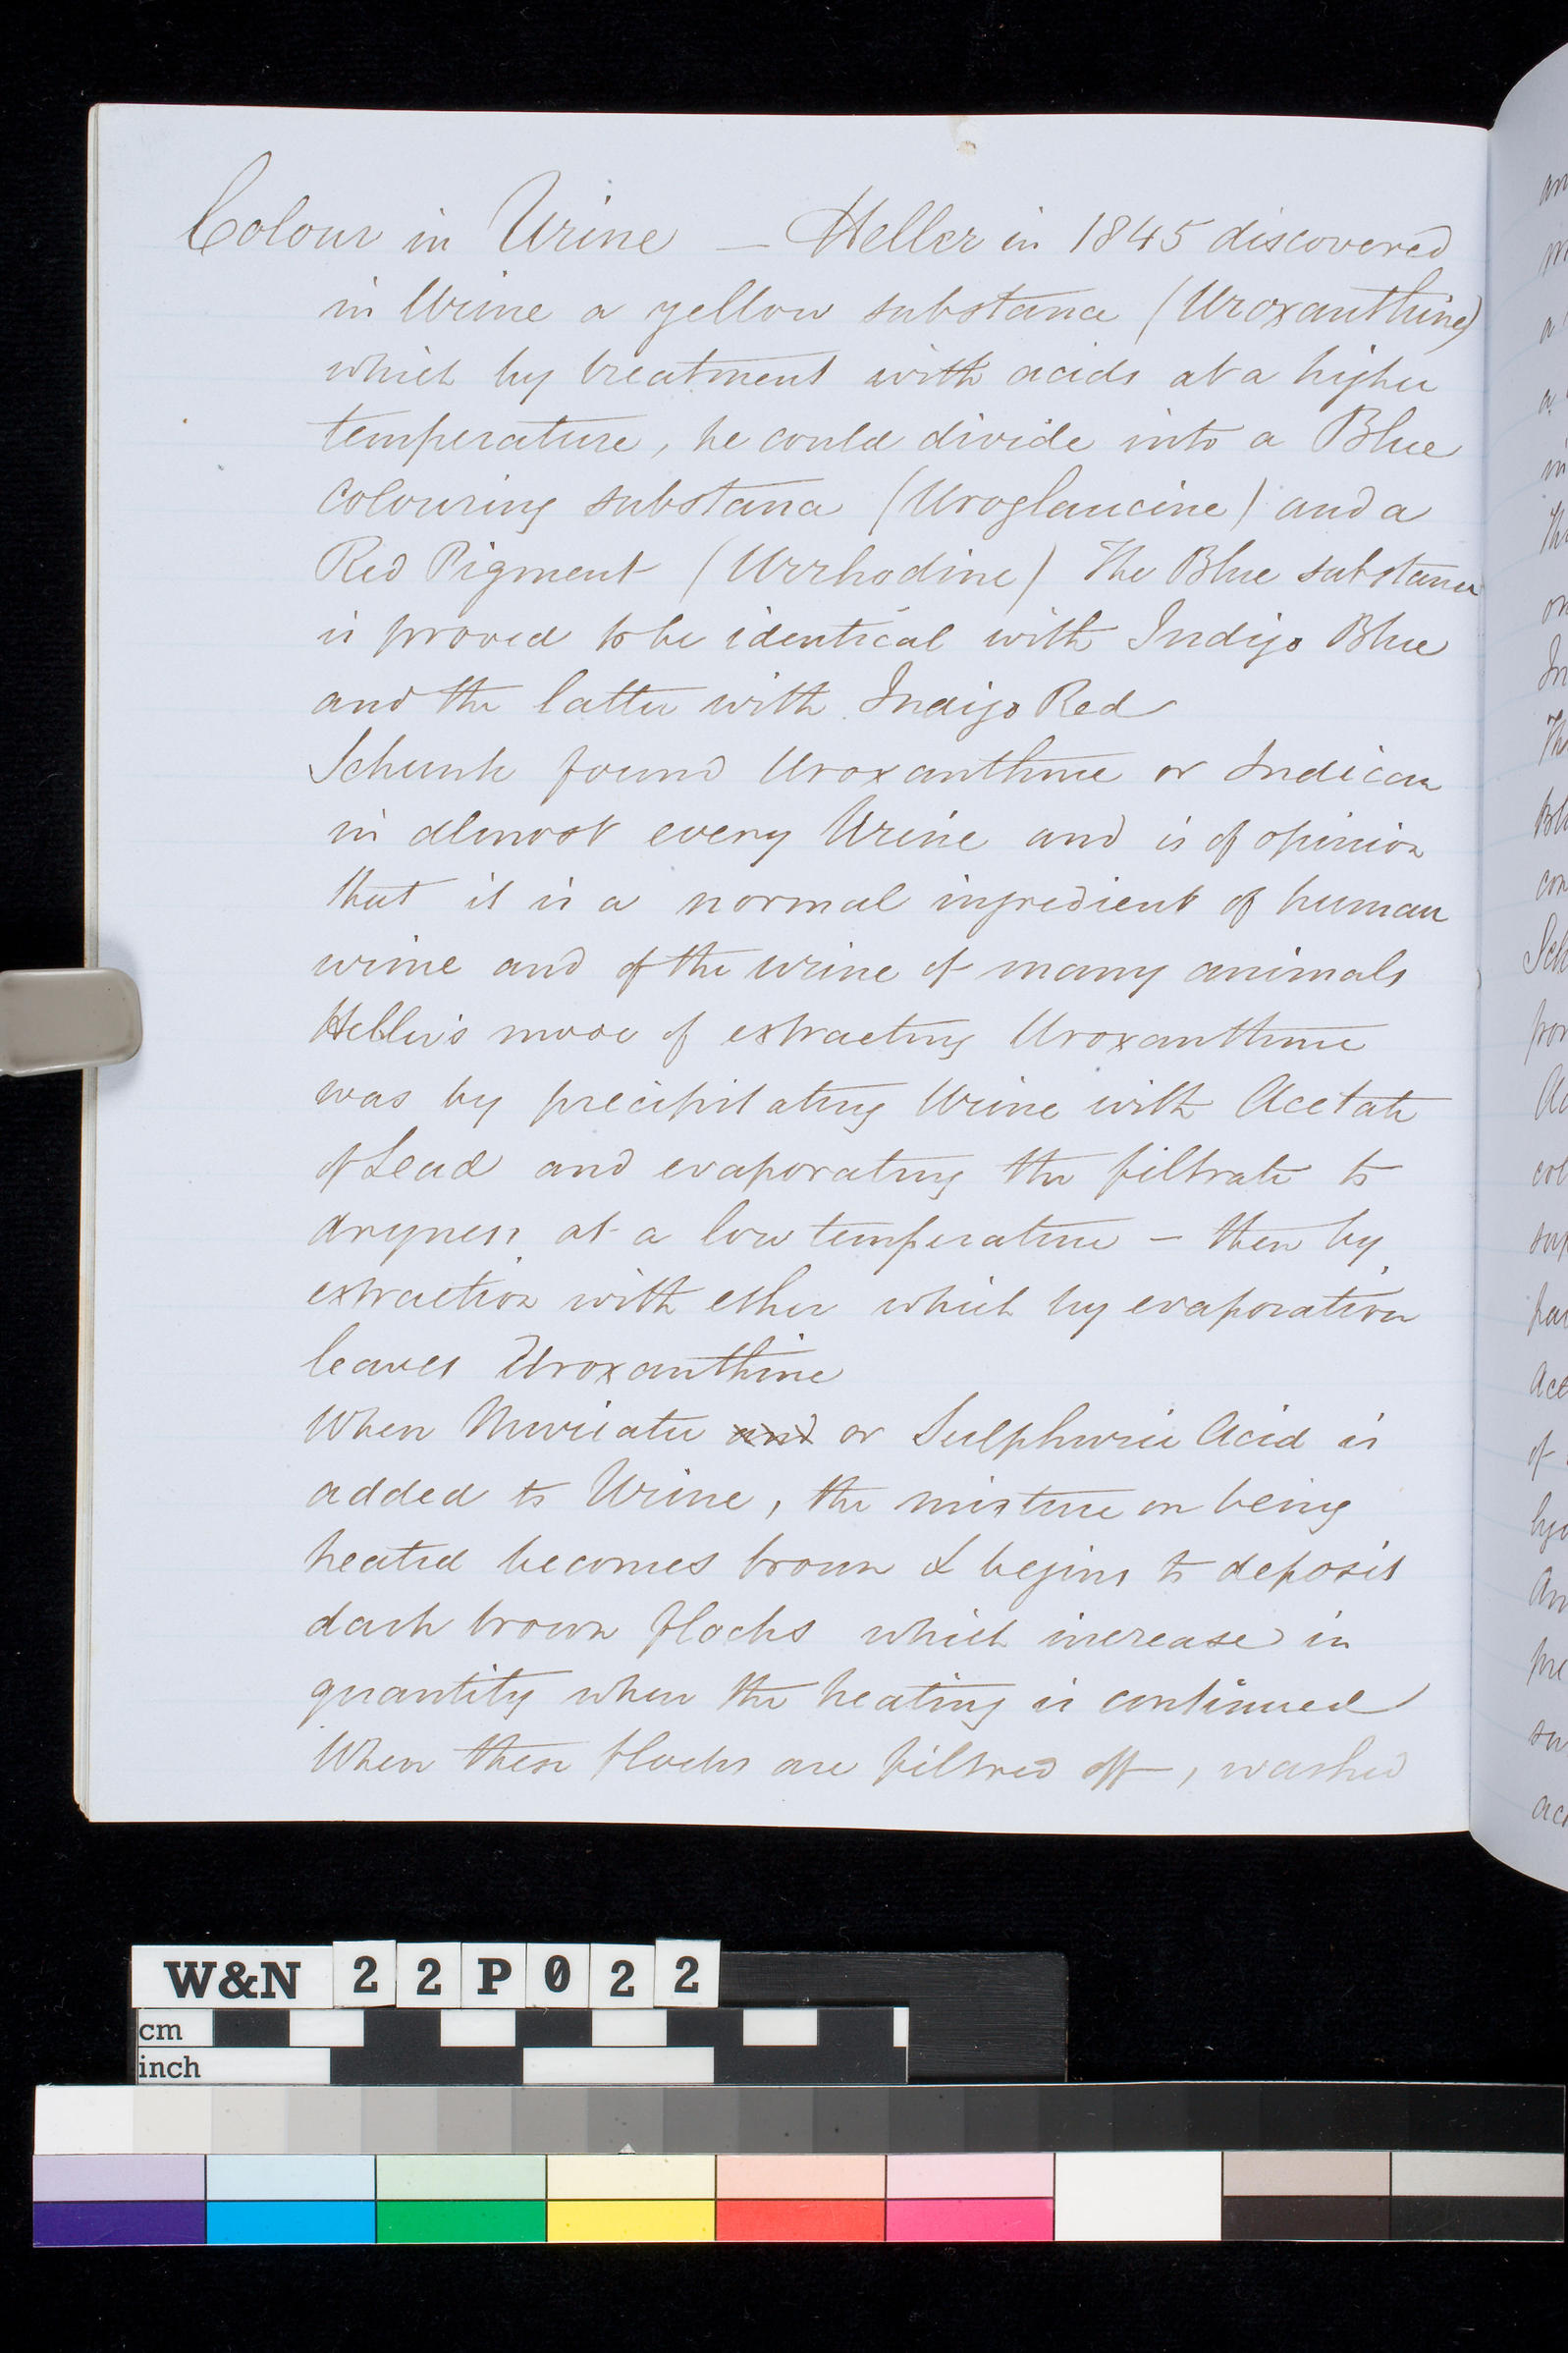 Colour in Urine — Heller in 1845 discovered
in Urine a yellow substance (Uroxanthine)
which by treatment with acids at a higher
temperature, he could divide into a Blue
colouring substance (Uroglaucine) and a
Red Pigment (Urrhodine) The Blue substance
is proved to be identical with Indigo Blue
and the latter with Indigo Red
Schunk found Uroxanthine or Indican
in almost every Urine and is of opinion
that it is a normal ingredient of human
urine and of the urine of many animals
Heller's mode of extracting Uroxanthine
was by precipitating Urine with Acetate
of Lead and evaporating the filtrate to
dryness at a low temperature – then by
extraction with ether which by evaporation
leaves Uroxanthine
When Muriatic and or Sulphuric Acid is
added to Urine, the mixture on being
heated becomes brown & begins to deposit
dark brown flocks which increase in
quantity when the heating is continued
When these flocks are filtred off, washed
W&N 22P022
cm
inch